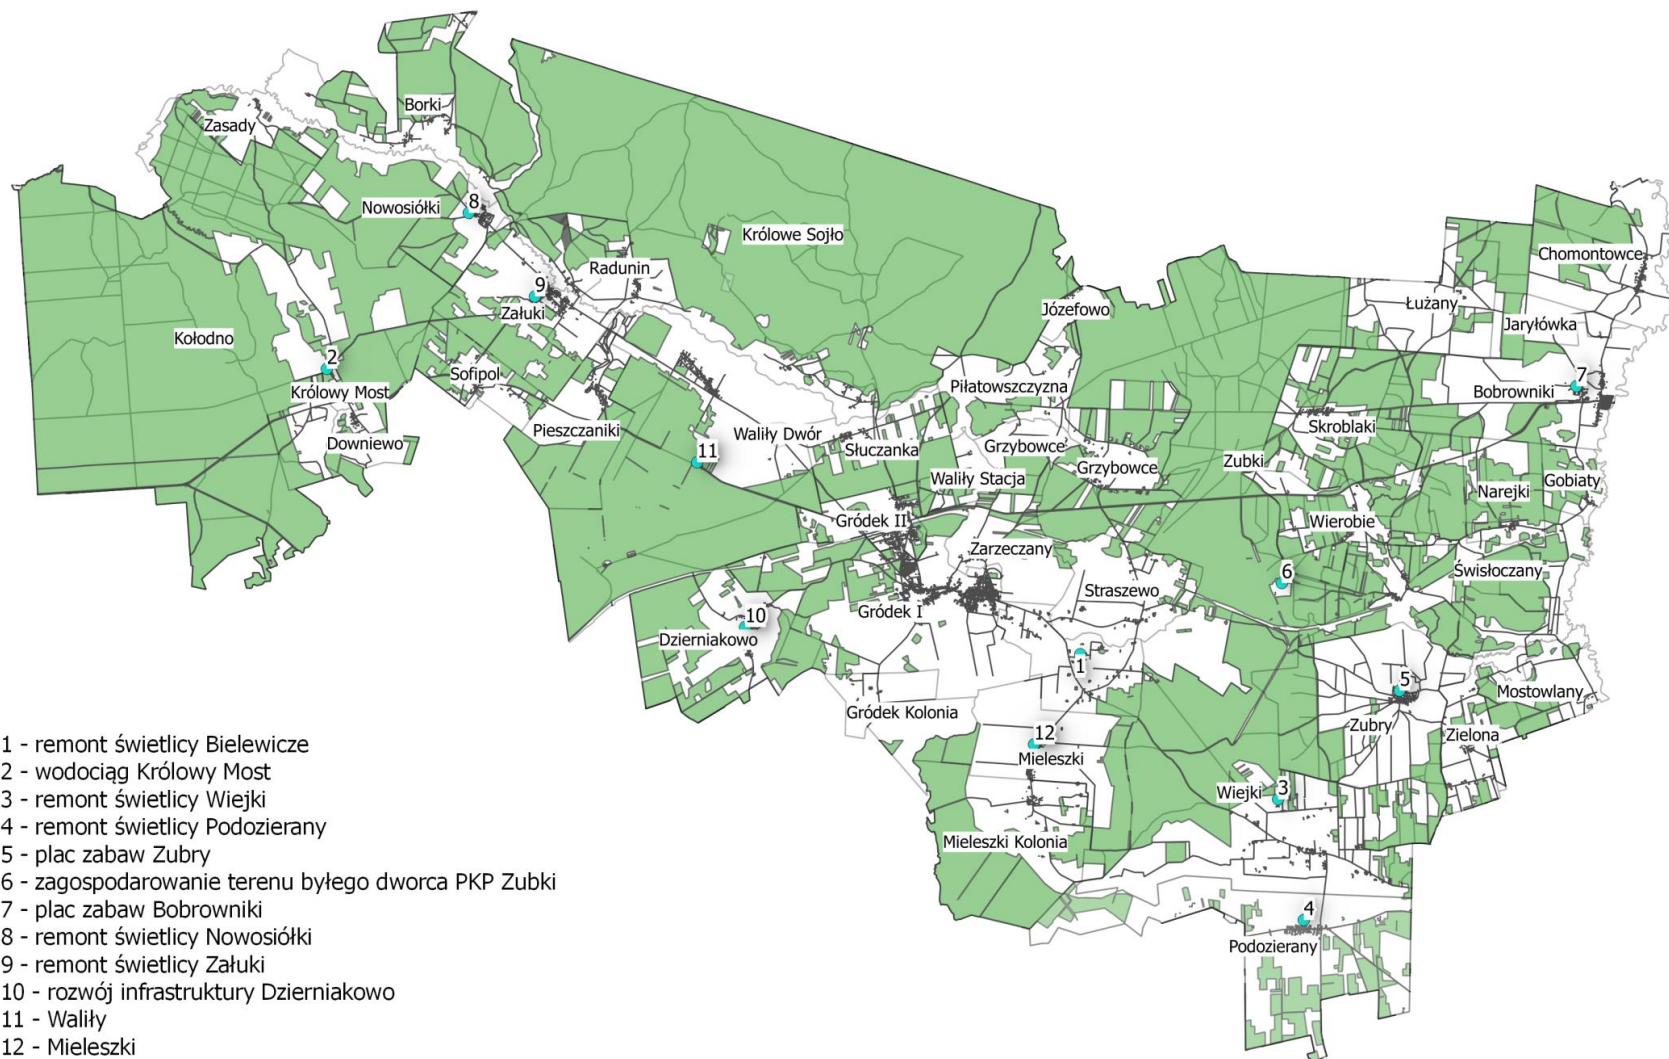 Borki
Zasady
8
Nowosiółki
Królowe Sojło
Chomontowce
Radunin
9
Załuki
Józefowo
Łużany
Jaryłówka
Kołodno
2
Sofipol
Królowy Most
Piłatowszczyzna
7
Bobrowniki
Downiewo
Pieszczaniki
Waliły Dwór
Skroblaki
11
Słuczanka
Grzybowce
Grzybowce
Zubki
Waliły Stacja
Narejki
Gobiaty
Gródek II
Wierobie
Zarzeczany
6
Świsłoczany
Straszewo
10
Gródek I
Dzierniakowo
1
5
Mostowlany
Gródek Kolonia
Zubry
Zielona
12
Mieleszki
Wiejki
3
Mieleszki Kolonia
4
Podozierany
1 - remont świetlicy Bielewicze
2 - wodociąg Królowy Most
3 - remont świetlicy Wiejki
4 - remont świetlicy Podozierany
5 - plac zabaw Zubry
6 - zagospodarowanie terenu byłego dworca PKP Zubki
7 - plac zabaw Bobrowniki
8 - remont świetlicy Nowosiółki
9 - remont świetlicy Załuki
10 - rozwój infrastruktury Dzierniakowo
11 - Waliły
12 - Mieleszki